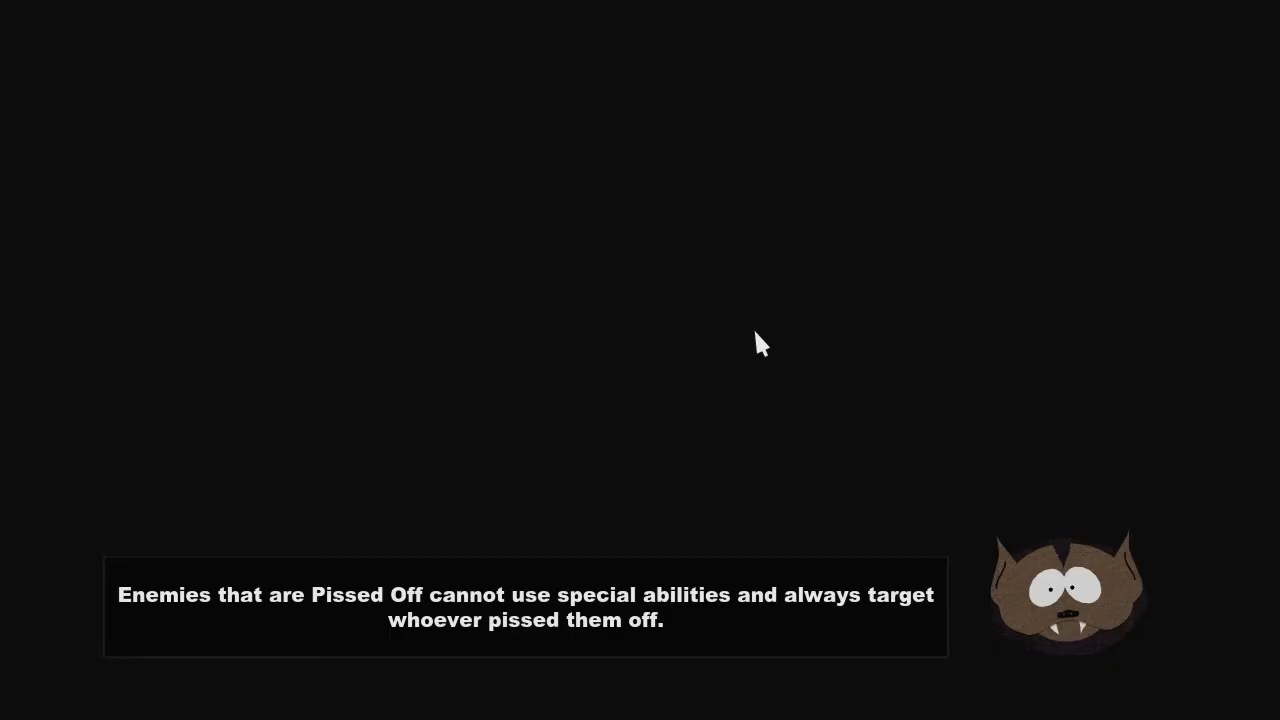 Enemies that are Pissed Off cannot use special abilities and always target
whoever pissed them off.